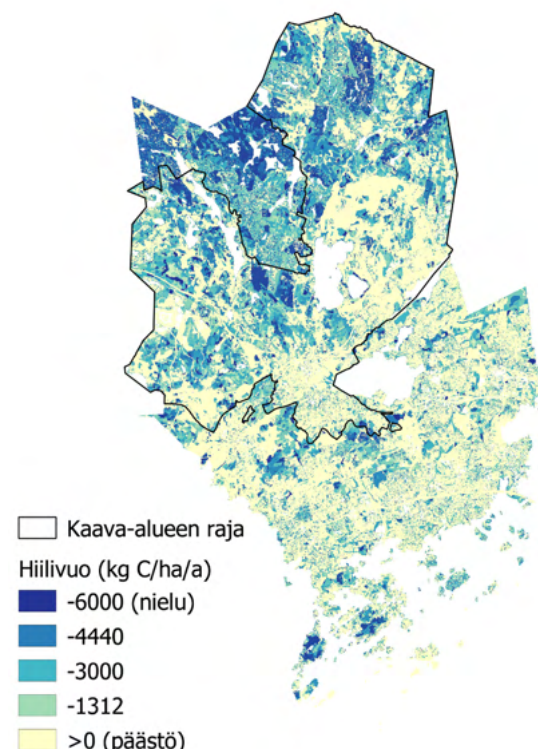 Kaava-alueen raja
Hiilivuo (kg C/ha/a)
-6000 (nielu)
-4440
-3000
-1312
>0 (päästö)